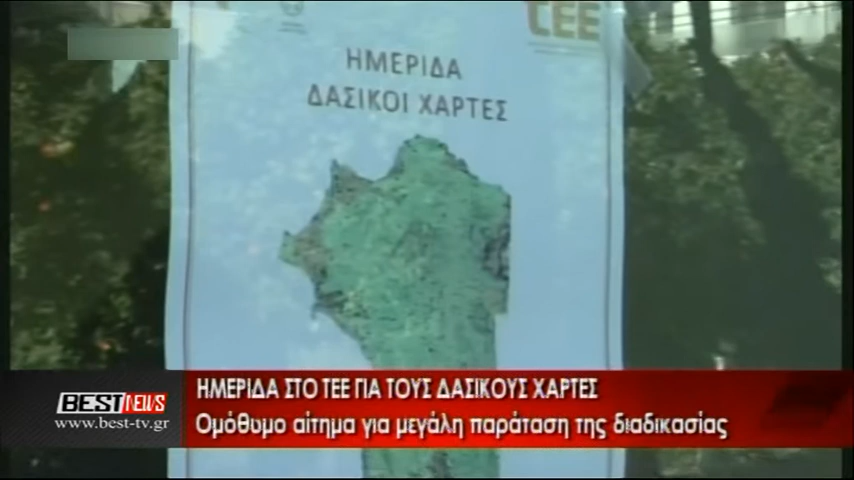 ΤΕΕ
ΗΜΕΡΙΔΑ
ΔΑΣΙΚΟΙ ΧΑΡΤΕΣ
ΗΜΕΡΙΔΑ ΣΤΟ ΤΕΕ ΓΙΑ ΤΟΥΣ ΔΑΣΙΚΟΥΣ ΧΑΡΤΕΣ
Ομόθυμο αίτημα για μεγάλη παράταση της διαδικασίας
BEST NEWS
www.best-tv.gr